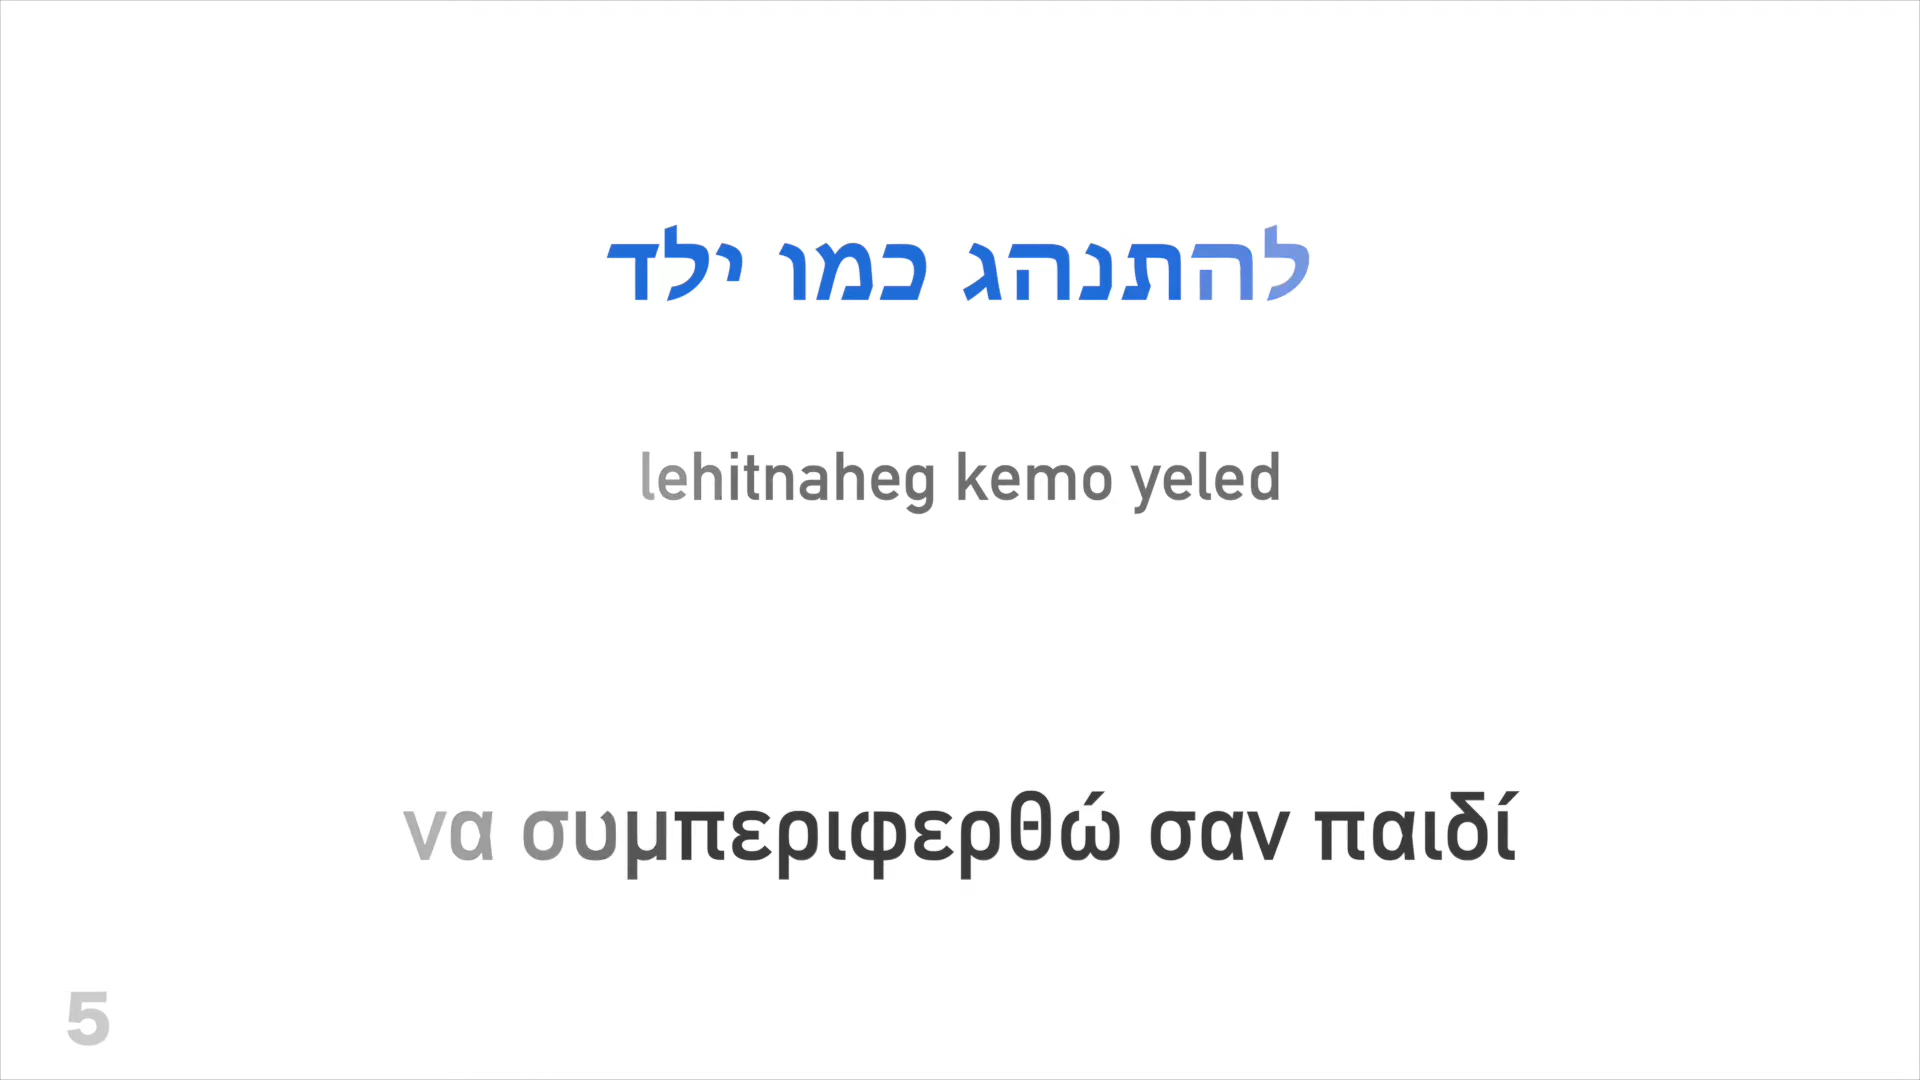 להתנהג כמו ילד
lehitnaheg kemo yeled
να συμπεριφερθώ σαν παιδί
5